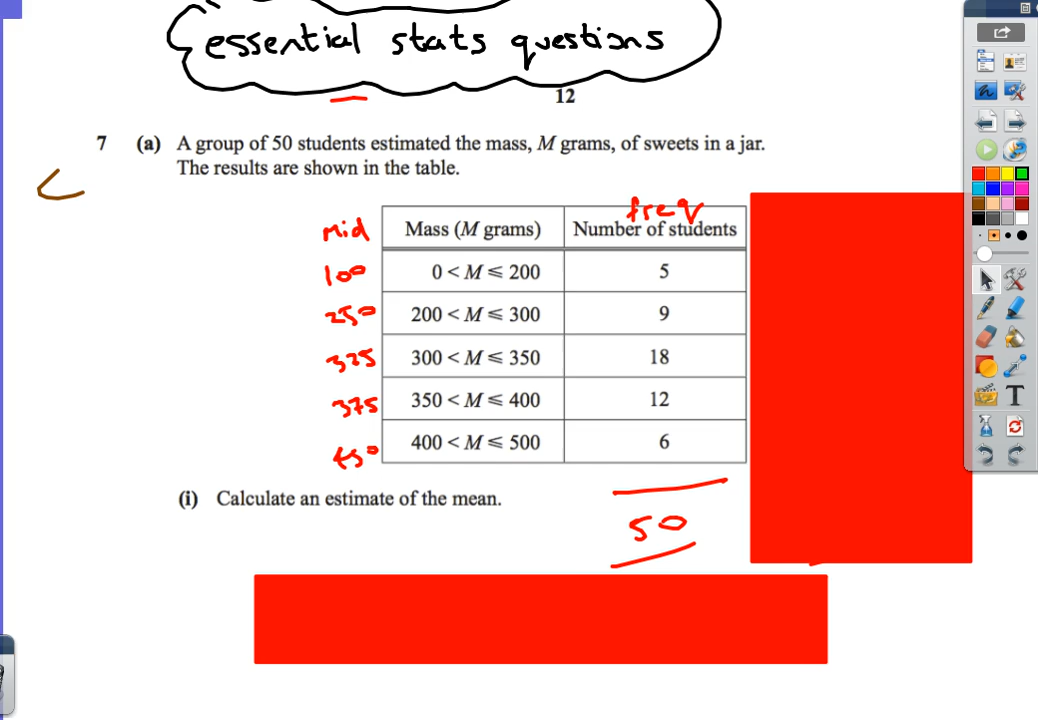 essential stats questions
12
7 (a) A group of 50 students estimated the mass, M grams, of sweets in a jar.
The results are shown in the table.
freq
mid Mass (M grams) Number of students
100 0 < M ⩽ 200 5
250 200 < M ⩽ 300 9
325 300 < M ⩽ 350 18
375 350 < M ⩽ 400 12
450 400 < M ⩽ 500 6
(i) Calculate an estimate of the mean.
50